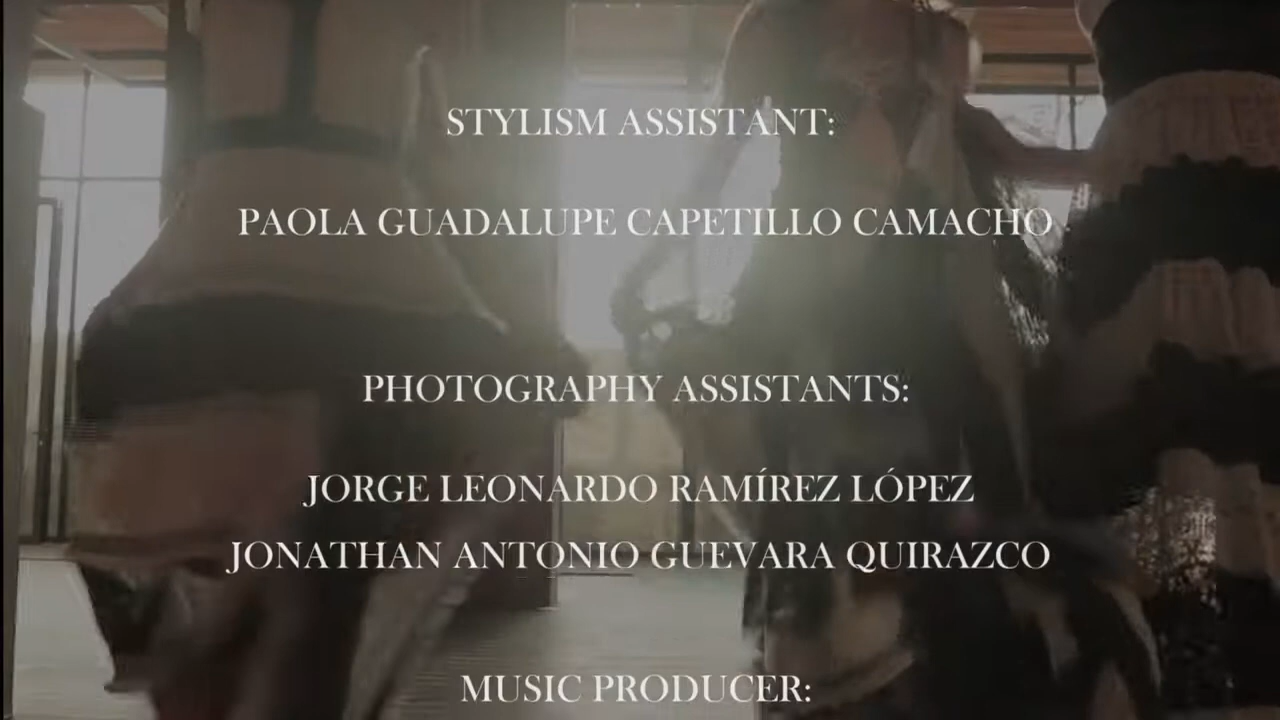 STYLISM ASSISTANT:
PAOLA GUADALUPE CAPETILLO CAMACHO
PHOTOGRAPHY ASSISTANTS:
JORGE LEONARDO RAMÍREZ LÓPEZ
JONATHAN ANTONIO GUEVARA QUIRAZCO
MUSIC PRODUCER: